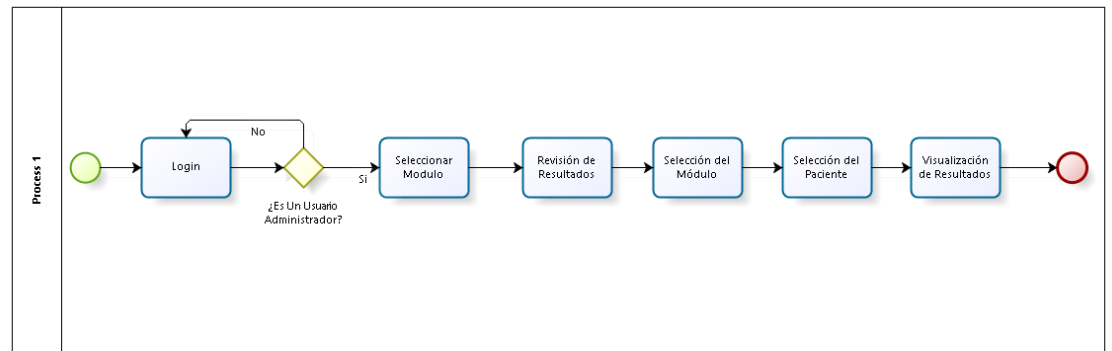 Process 1
No
Login
¿Es Un Usuario
Administrador?
Si
Seleccionar
Modulo
Revisión de
Resultados
Selección del
Módulo
Selección del
Paciente
Visualización
de Resultados